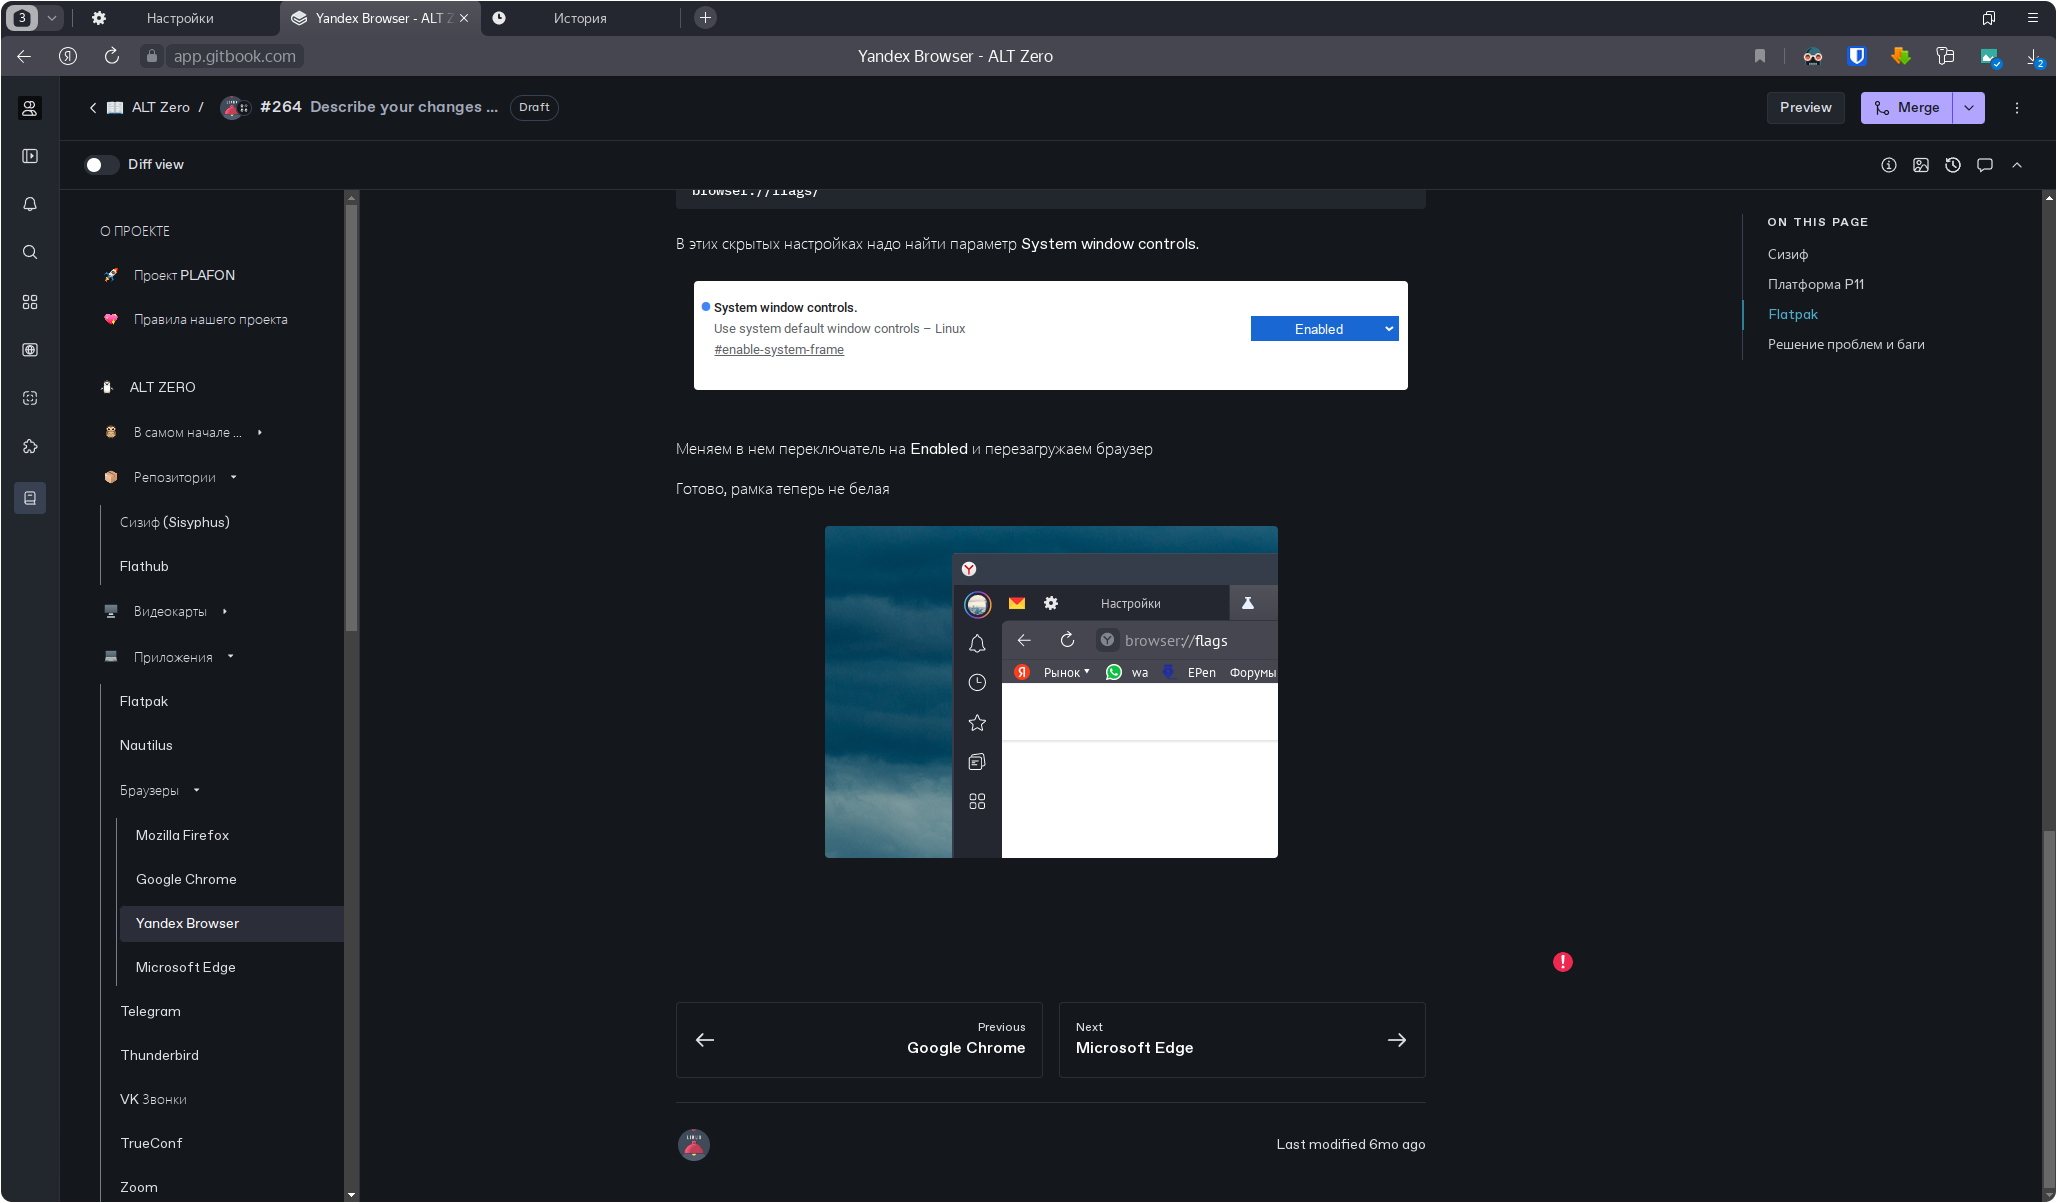 3
Настройки
Yandex Browser - ALT Z
История
app.gitbook.com
Yandex Browser - ALT Zero
2
ALT Zero /
#264 Describe your changes ...
Draft
Preview
Merge
Diff view
О ПРОЕКТЕ
Проект PLAFON
Правила нашего проекта
ALT ZERO
В самом начале ...
Репозитории
Сизиф (Sisyphus)
Flathub
Видеокарты
Приложения
Flatpak
Nautilus
Браузеры
Mozilla Firefox
Google Chrome
Yandex Browser
Microsoft Edge
Telegram
Thunderbird
VK Звонки
TrueConf
Zoom
browser://flags/
В этих скрытых настройках надо найти параметр System window controls.
System window controls.
Use system default window controls – Linux
#enable-system-frame
Enabled
Меняем в нем переключатель на Enabled и перезагружаем браузер
Готово, рамка теперь не белая
Настройки
browser://flags
Рынок
wa
EPen
Форумы
Previous
Google Chrome
Next
Microsoft Edge
LINUX
Last modified 6mo ago
ON THIS PAGE
Сизиф
Платформа P11
Flatpak
Решение проблем и баги